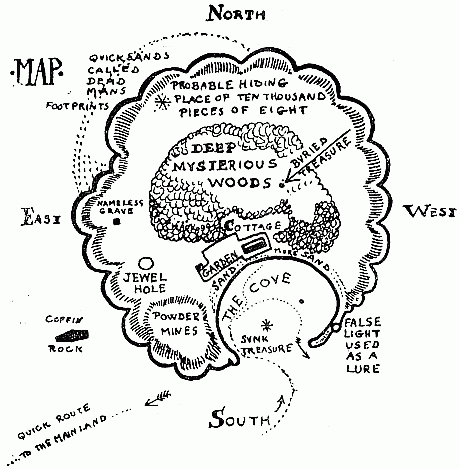 NORTH
·MAP·
QUICKSANDS
CALLED
DEAD
MANS
FOOTPRINTS
PROBABLE HIDING
PLACE OF TEN THOUSAND
PIECES OF EIGHT
DEEP
MYSTERIOUS
WOODS
BURIED
TREASURE
EAST
WEST
NAMELESS
GRAVE
COTTAGE
GARDEN
SAND
MORE SAND
JEWEL
HOLE
THE COVE
POWDER
MINES
COFFIN
ROCK
SUNK
TREASURE
FALSE
LIGHT
USED
AS A
LURE
SOUTH
QUICK ROUTE
TO THE MAINLAND